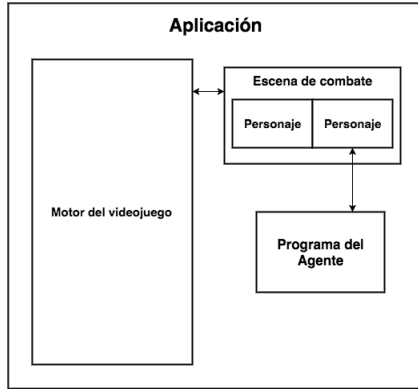 Aplicación
Escena de combate
Personaje Personaje
Motor del videojuego
Programa del
Agente